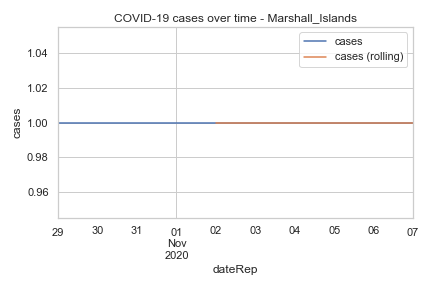 COVID-19 cases over time - Marshall_Islands
cases
cases (rolling)
cases
1.04
1.02
1.00
0.98
0.96
29 30 31 01 02 03 04 05 06 07
Nov
2020
dateRep